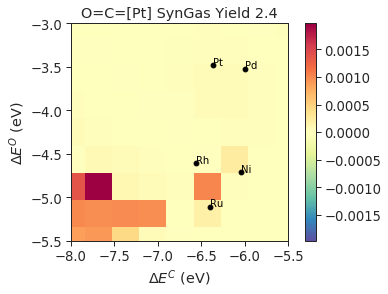 O=C=[Pt] SynGas Yield 2.4
−3.0
−3.5
−4.0
−4.5
−5.0
−5.5
ΔE^O (eV)
Pt
Pd
Rh
Ni
Ru
−8.0 −7.5 −7.0 −6.5 −6.0 −5.5
ΔE^C (eV)
0.0015
0.0010
0.0005
0.0000
−0.0005
−0.0010
−0.0015